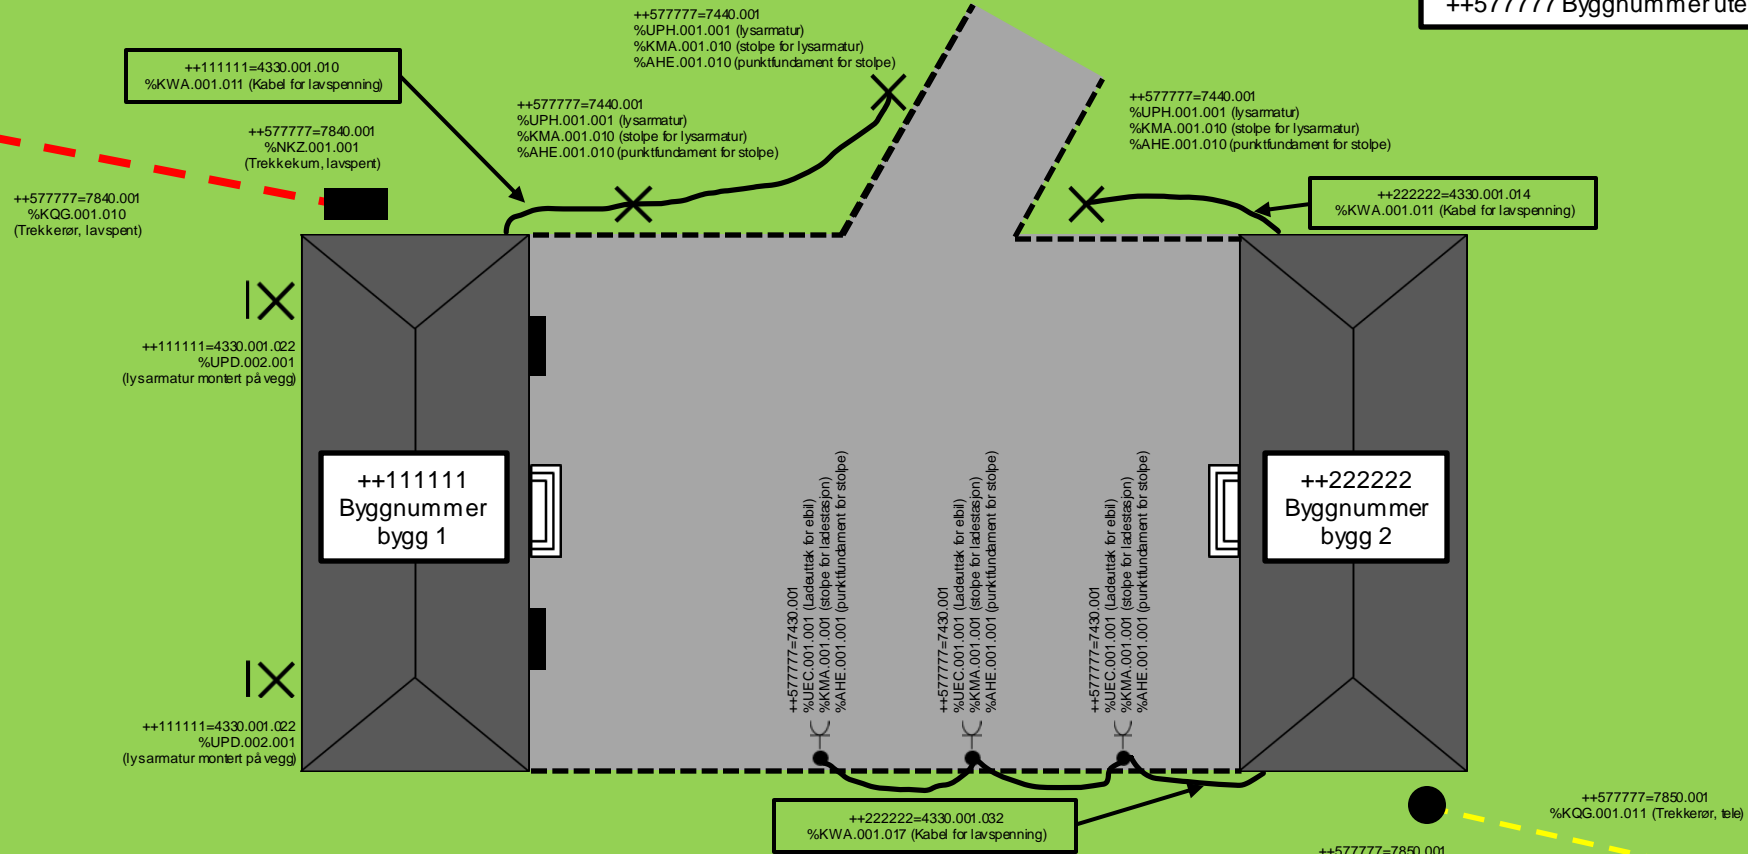 ++577777 Byggnummer ute
++577777=7440.001
%UPH.001.001 (lysarmatur)
%KMA.001.010 (stolpe for lysarmatur)
%AHE.001.010 (punktfundament for stolpe)
++111111=4330.001.010
%KWA.001.011 (Kabel for lavspenning)
++577777=7440.001
%UPH.001.001 (lysarmatur)
%KMA.001.010 (stolpe for lysarmatur)
%AHE.001.010 (punktfundament for stolpe)
++577777=7440.001
%UPH.001.001 (lysarmatur)
%KMA.001.010 (stolpe for lysarmatur)
%AHE.001.010 (punktfundament for stolpe)
++577777=7840.001
%NKZ.001.001
(Trekkekum, lavspent)
++577777=7840.001
%KQG.001.010
(Trekkerør, lavspent)
++222222=4330.001.014
%KWA.001.011 (Kabel for lavspenning)
++111111=4330.001.022
%UPD.002.001
(lysarmatur montert på vegg)
++111111
Byggnummer
bygg 1
++222222
Byggnummer
bygg 2
++577777=7430.001
%UEC.001.001 (Ladeuttak for elbil)
%KMA.001.001 (stolpe for ladestasjon)
%AHE.001.001 (punktfundament for stolpe)
++577777=7430.001
%UEC.001.001 (Ladeuttak for elbil)
%KMA.001.001 (stolpe for ladestasjon)
%AHE.001.001 (punktfundament for stolpe)
++577777=7430.001
%UEC.001.001 (Ladeuttak for elbil)
%KMA.001.001 (stolpe for ladestasjon)
%AHE.001.001 (punktfundament for stolpe)
++111111=4330.001.022
%UPD.002.001
(lysarmatur montert på vegg)
++222222=4330.001.032
%KWA.001.017 (Kabel for lavspenning)
++577777=7850.001
%KQG.001.011 (Trekkerør, tele)
++577777=7850.001